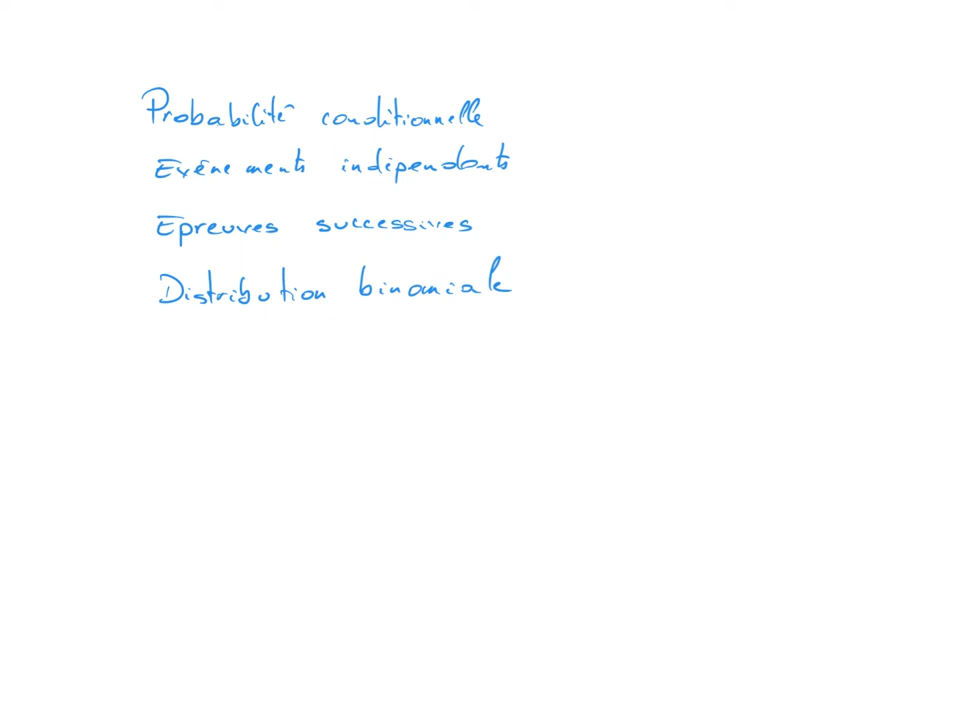 Probabilité conditionnelle
Evénements indépendants
Epreuves successives
Distribution binomiale